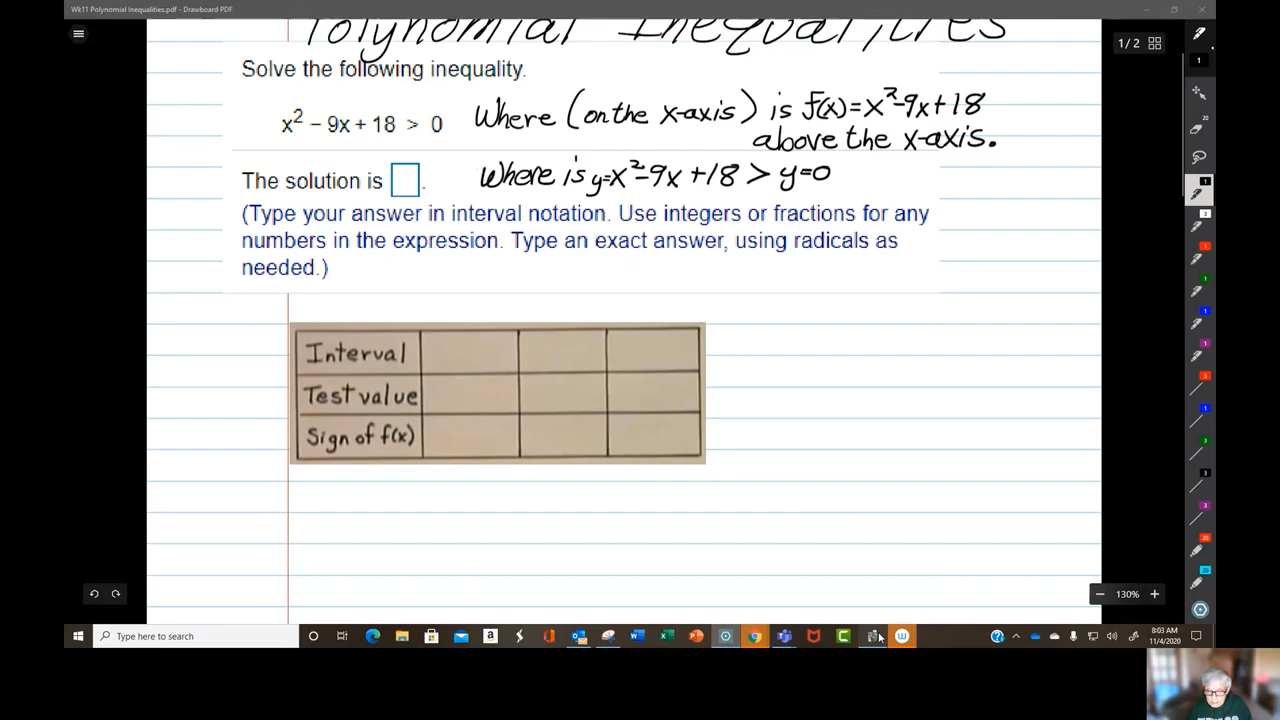 Wk11 Polynomial Inequalities.pdf - Drawboard PDF
Polynomial Inequalities
1 / 2
Solve the following inequality.
x² − 9x + 18 > 0
Where (on the x-axis) is f(x)=x²-9x+18
above the x-axis.
The solution is
.
Where is y=x²-9x+18 > y=0
(Type your answer in interval notation. Use integers or fractions for any
numbers in the expression. Type an exact answer, using radicals as
needed.)
Interval
Test value
Sign of f(x)
130%
Type here to search
8:03 AM
11/4/2020